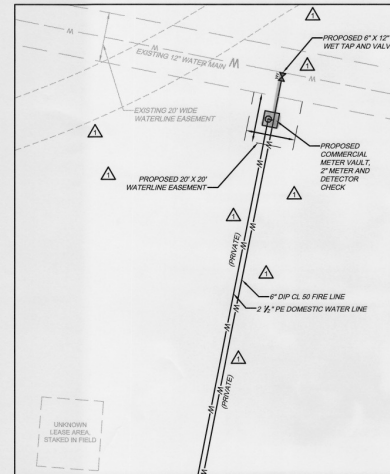 1
PROPOSED 6" X 12"
WET TAP AND VALV
W
EXISTING 12" WATER MAIN W
W
W
1
EXISTING 20' WIDE
WATERLINE EASEMENT
1
1
PROPOSED 20' X 20'
WATERLINE EASEMENT
PROPOSED
COMMERCIAL
METER VAULT,
2" METER AND
DETECTOR
CHECK
1
1
W
(PRIVATE)
W
1
6" DIP CL 50 FIRE LINE
2 ½" PE DOMESTIC WATER LINE
W
W
1
W
(PRIVATE)
W
UNKNOWN
LEASE AREA,
STAKED IN FIELD
W